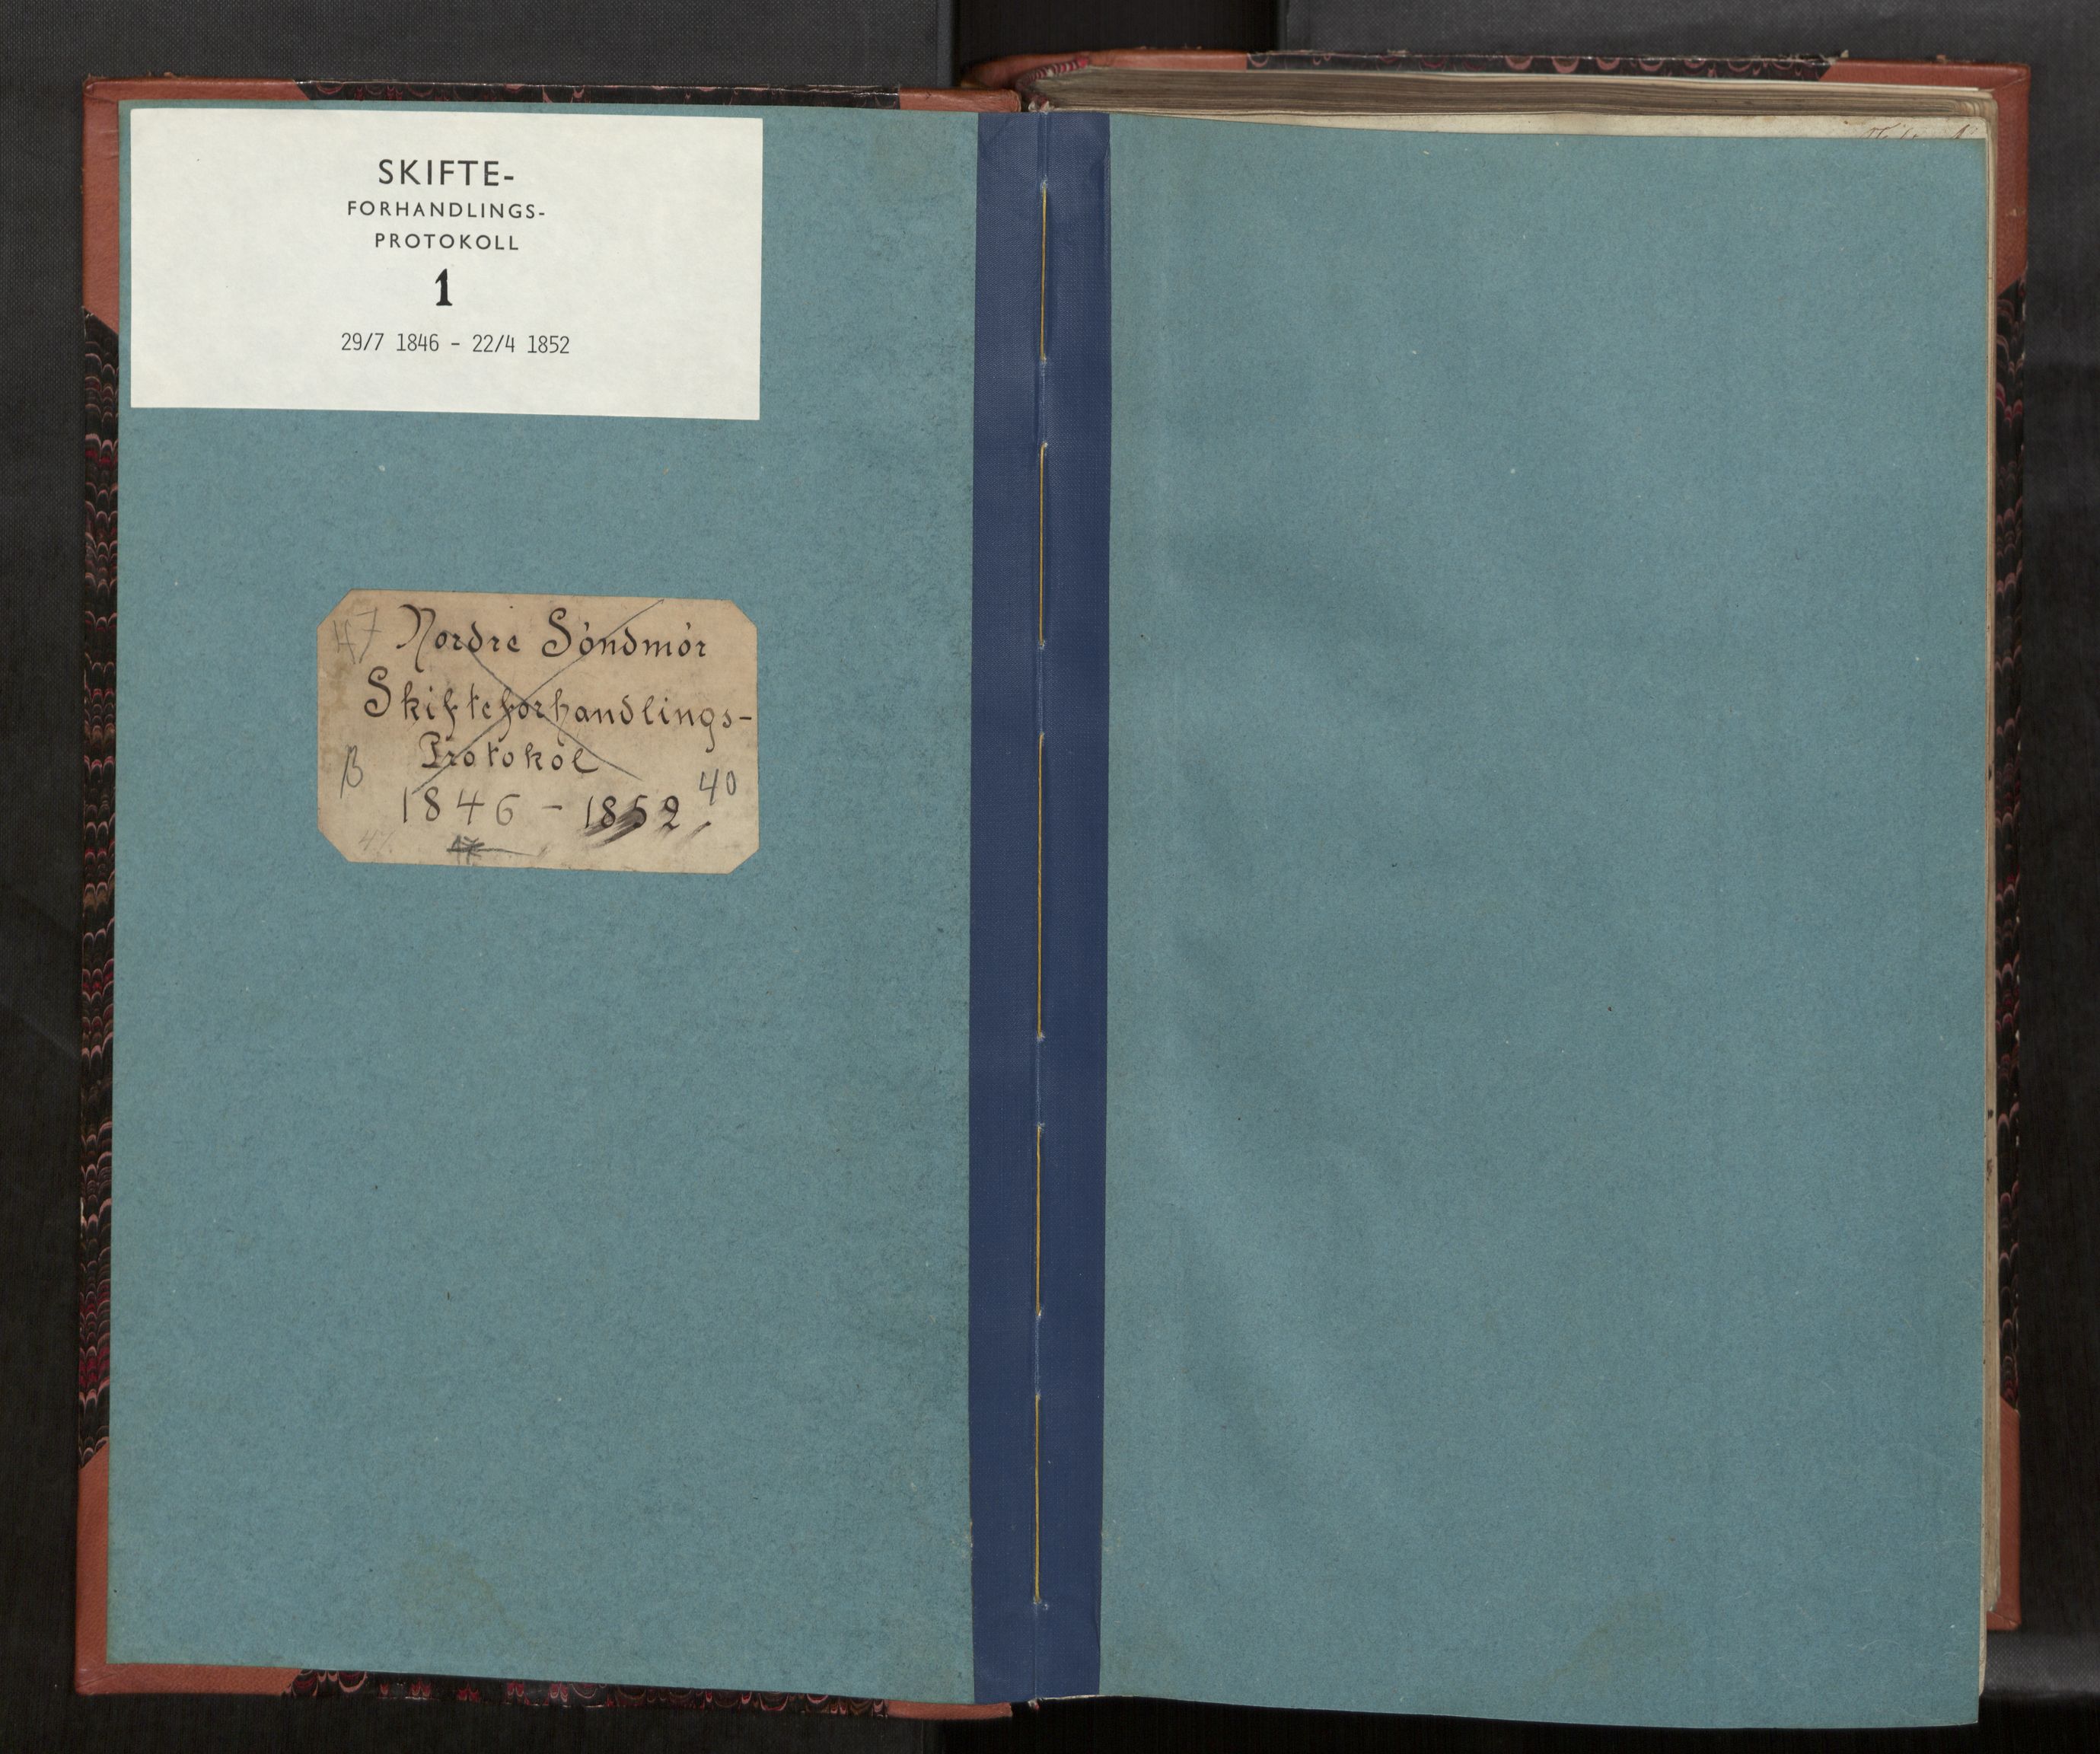 SKIFTE-
FORHANDLINGS-
PROTOKOLL
1
29/7 1846 - 22/4 1852
47 Nordre Söndmör
Skifteforhandlings-
Protokol
B 40
1846 - 1852